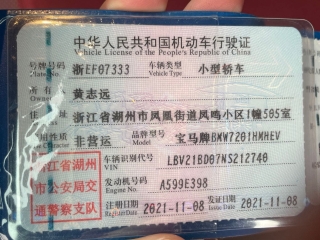 中华人民共和国机动车行驶证
Vehicle License of the People's Republic of China
号牌号码 浙EF07333 车辆类型 小型轿车
Plate No. Vehicle Type
所有 黄志远
Owner
住 浙江省湖州市凤凰街道凤鸣小区1幢505室
使用性质 非营运 品牌型号 宝马牌BMW7201HMHEV
Model
浙江省湖州 车辆识别代号 LBV21BD07NS212740
VIN
市公安局交 发动机号码 A599E398
Engine No.
通警察支队 注册日期 2021-11-08 发证日期 2021-11-08
Register Date Issue Date